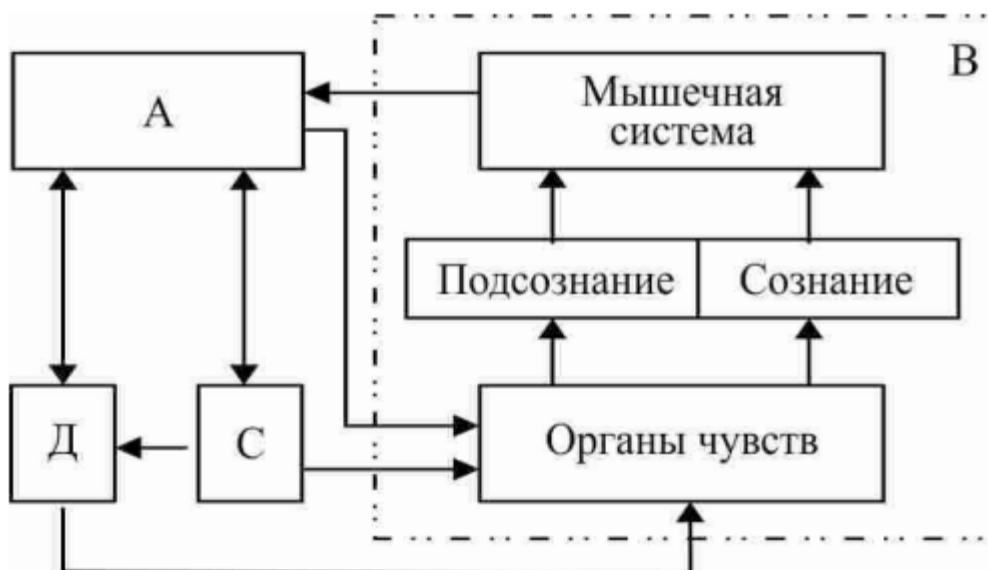 В
А
Мышечная
система
Подсознание
Сознание
Д
С
Органы чувств